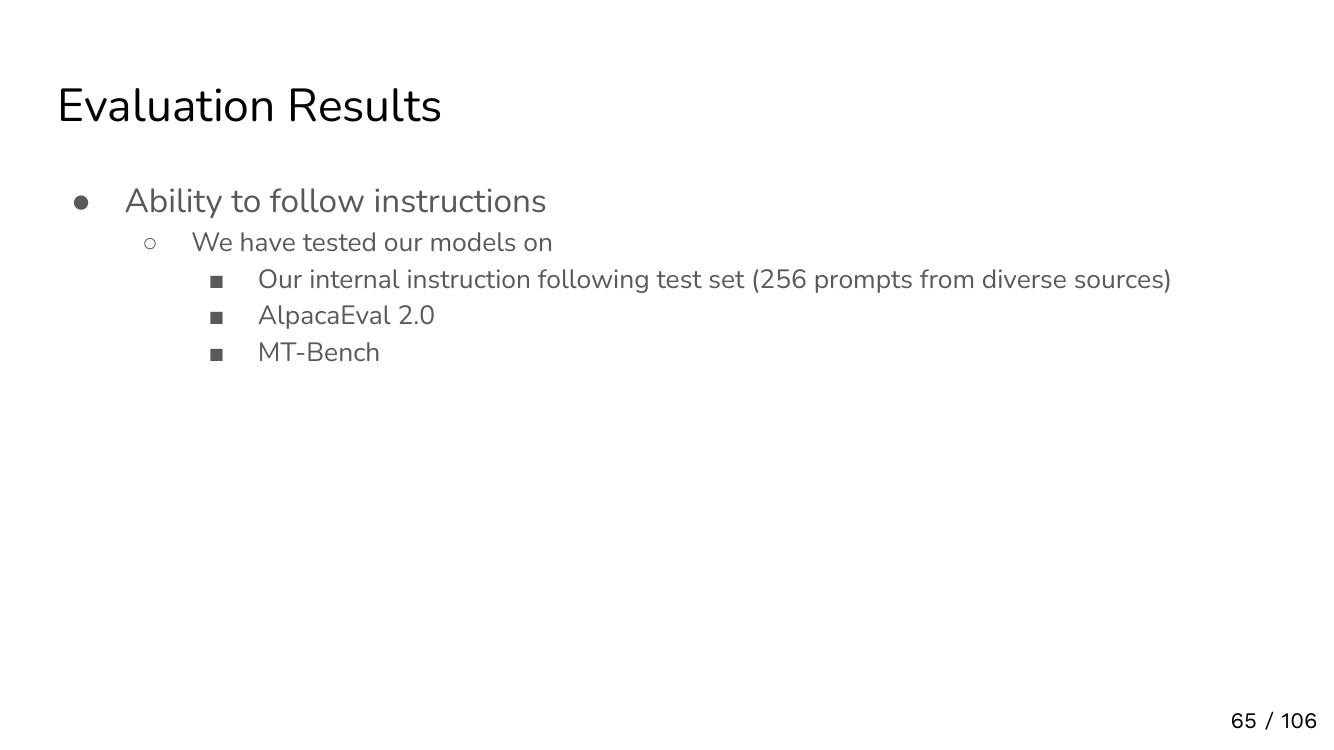 Evaluation Results
● Ability to follow instructions
○ We have tested our models on
■ Our internal instruction following test set (256 prompts from diverse sources)
■ AlpacaEval 2.0
■ MT-Bench
65 / 106